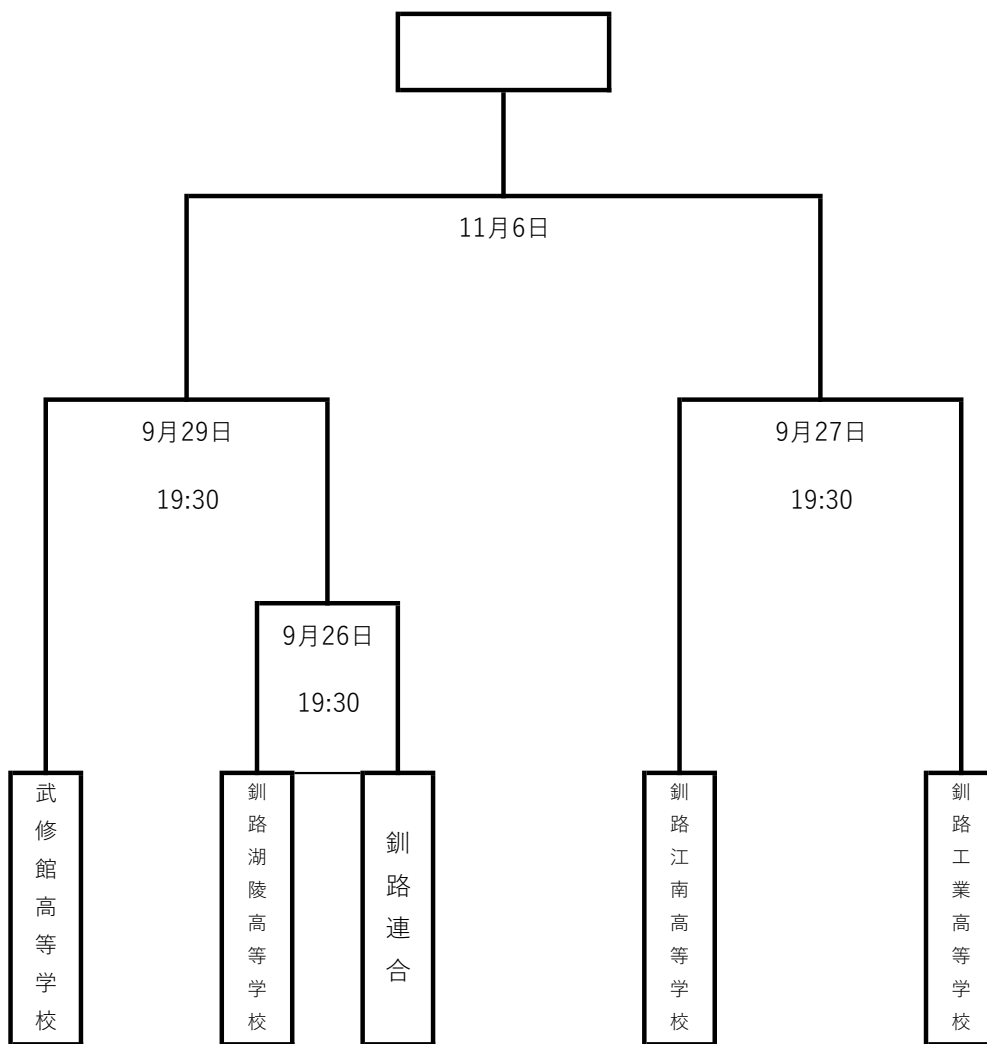 11月6日
9月29日
19:30
9月27日
19:30
9月26日
19:30
武修館高等学校
釧路湖陵高等学校
釧路連合
釧路江南高等学校
釧路工業高等学校